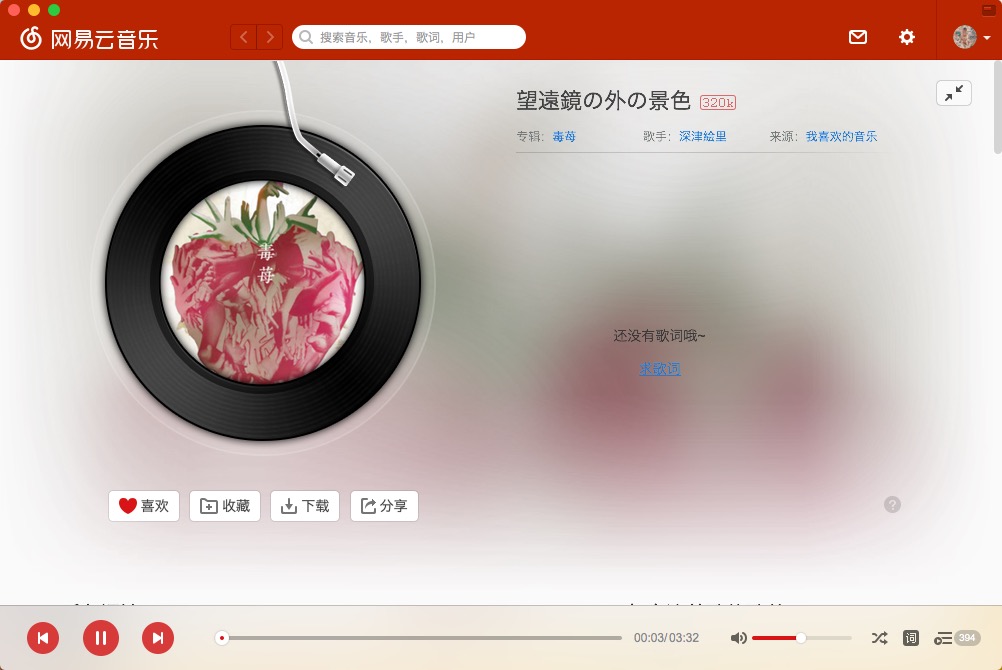 网易云音乐
搜索音乐，歌手，歌词，用户
望遠鏡の外の景色 320k
专辑：毒苺 歌手：深津绘里 来源：我喜欢的音乐
毒
苺
还没有歌词哦~
求歌词
喜欢 收藏 下载 分享
?
00:03/03:32 词 394